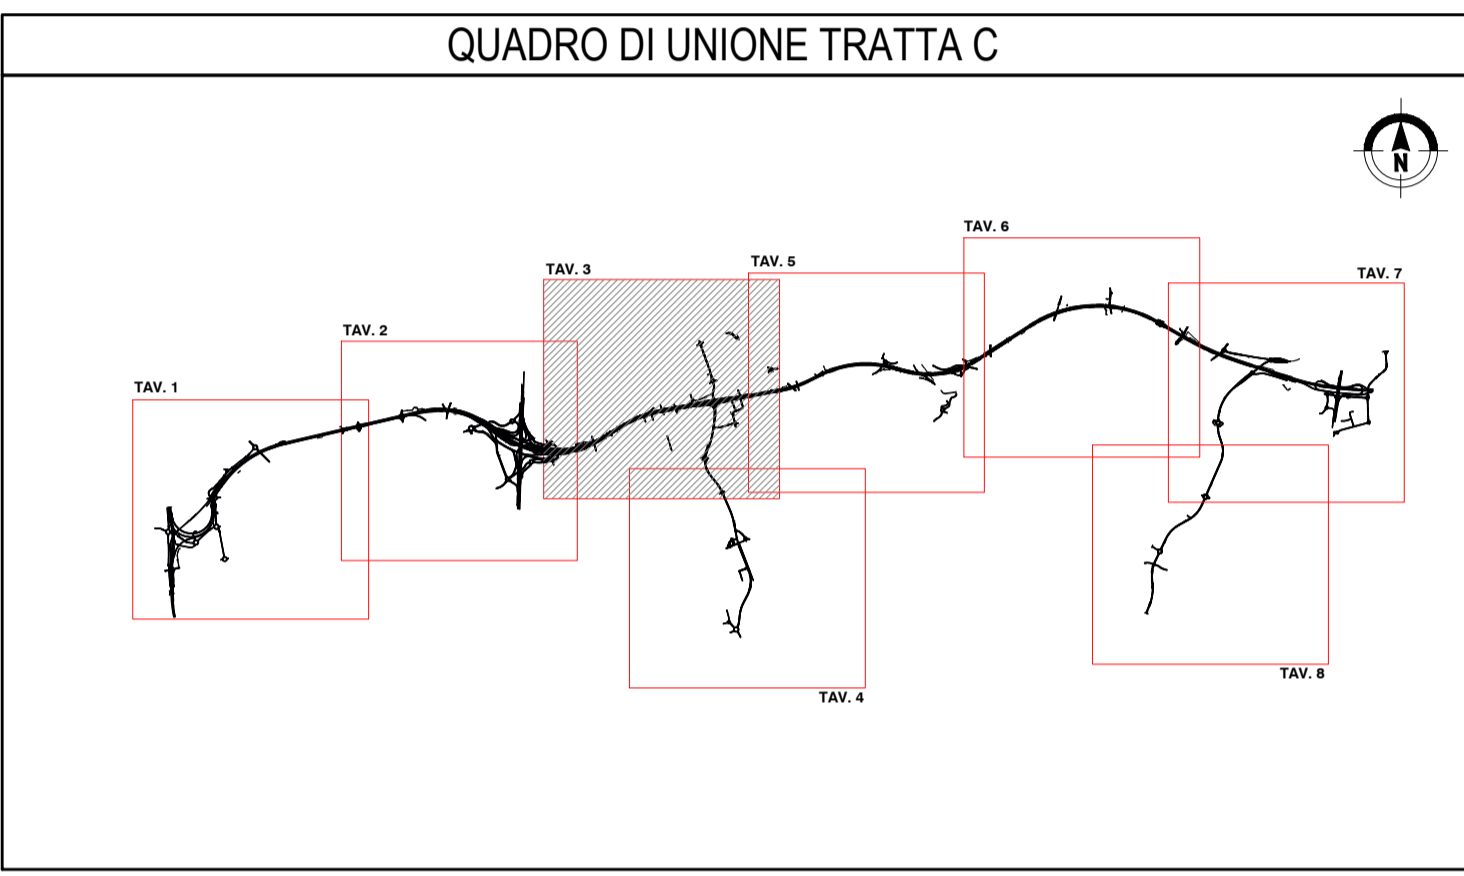 QUADRO DI UNIONE TRATTA C
N
TAV. 6
TAV. 5
TAV. 3
TAV. 7
TAV. 2
TAV. 1
TAV. 8
TAV. 4